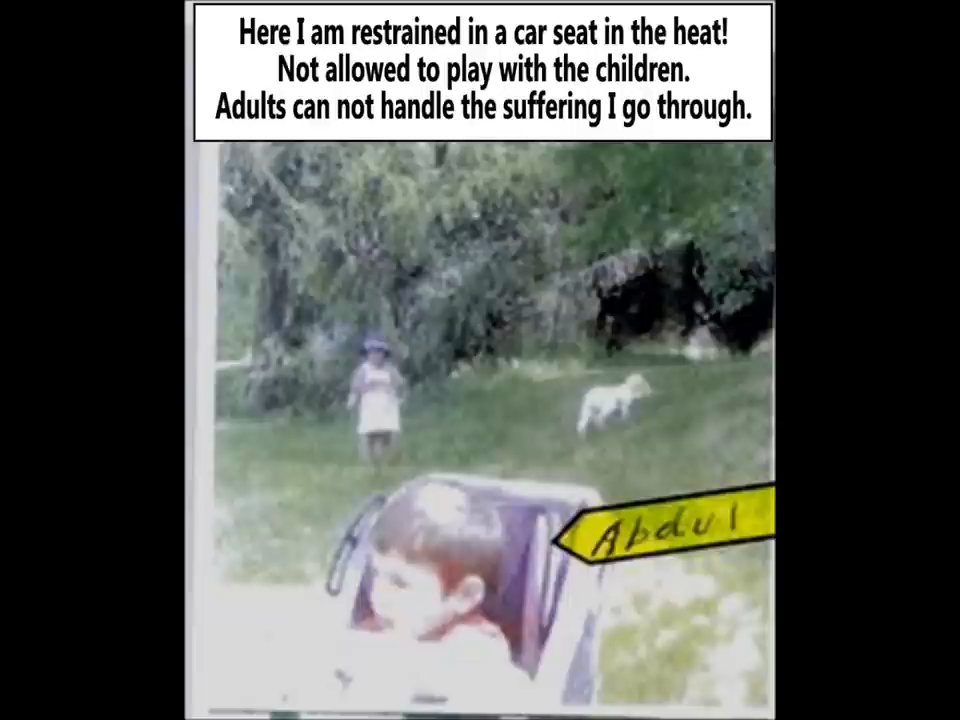 Here I am restrained in a car seat in the heat!
Not allowed to play with the children.
Adults can not handle the suffering I go through.
Abdul